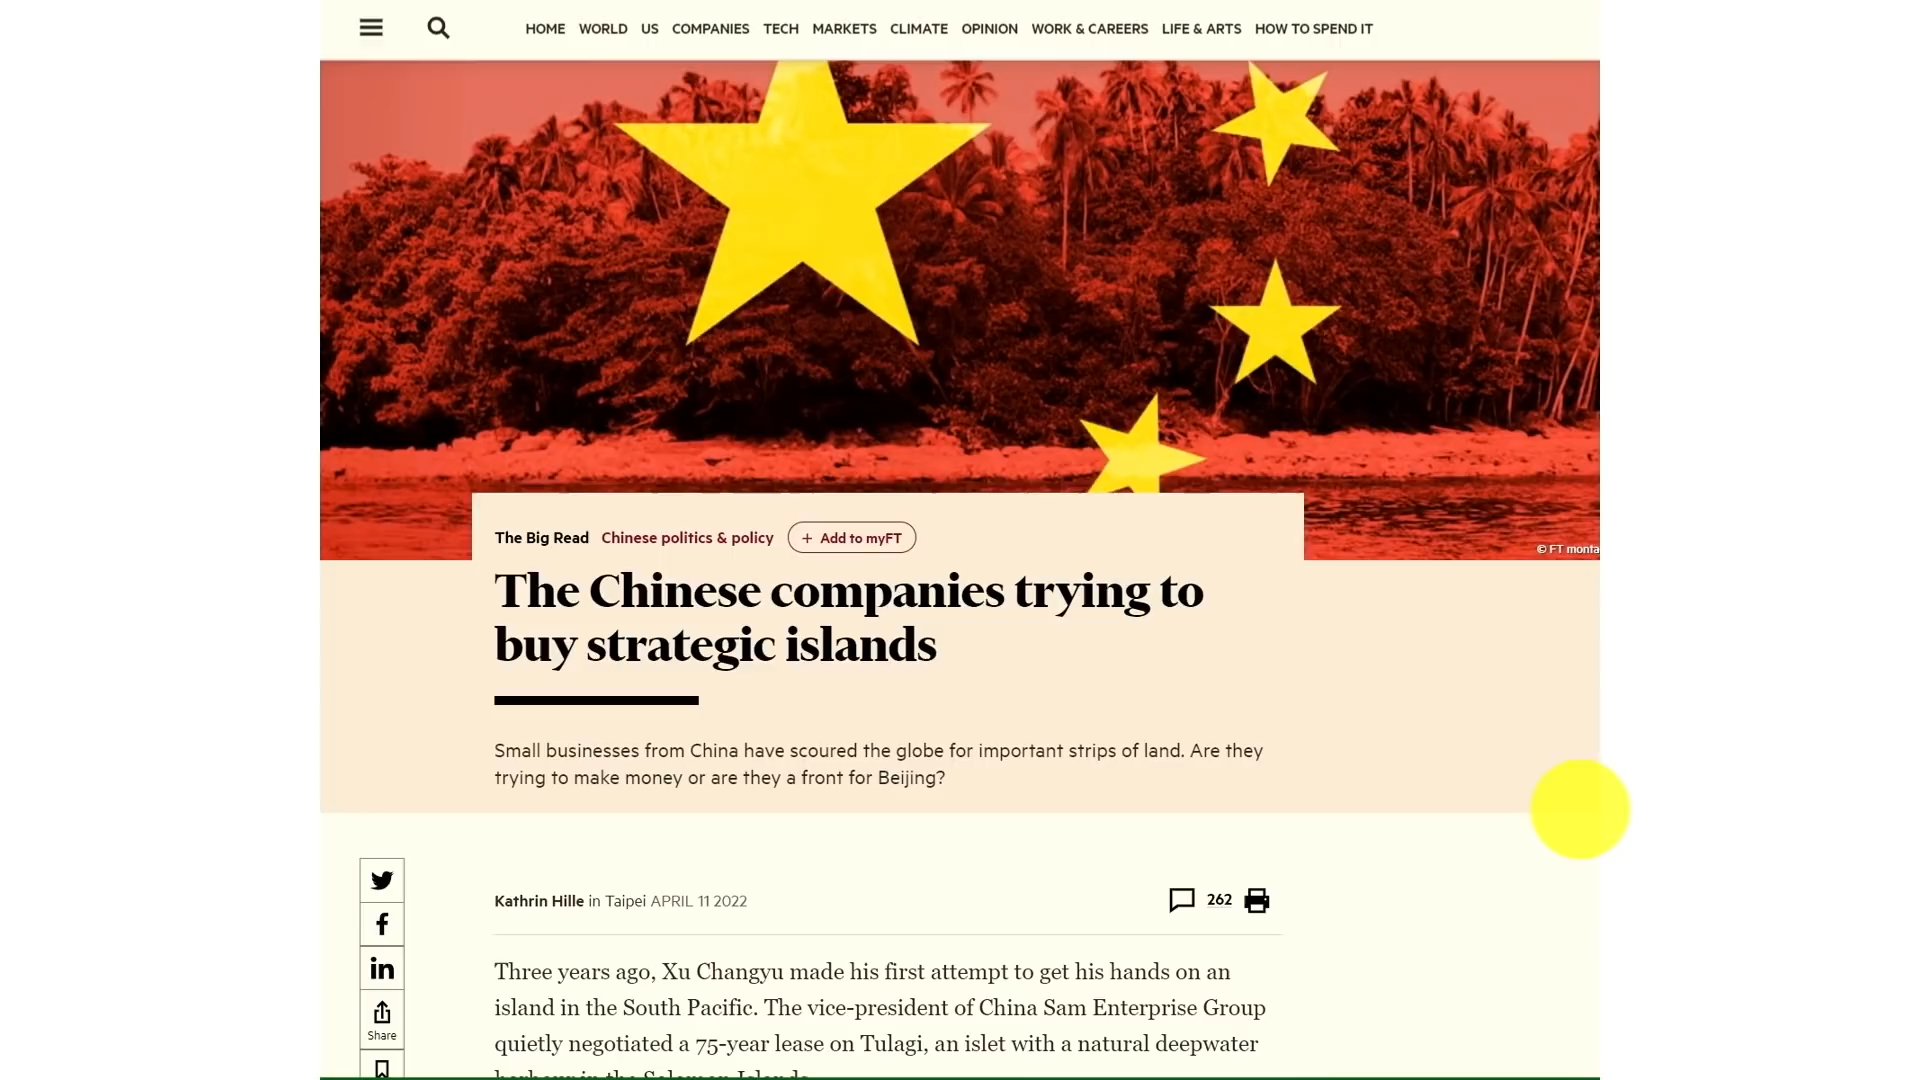 HOME WORLD US COMPANIES TECH MARKETS CLIMATE OPINION WORK & CAREERS LIFE & ARTS HOW TO SPEND IT
© FT monta
The Big Read Chinese politics & policy + Add to myFT
The Chinese companies trying to
buy strategic islands
Small businesses from China have scoured the globe for important strips of land. Are they
trying to make money or are they a front for Beijing?
Kathrin Hille in Taipei APRIL 11 2022
262
Share
Three years ago, Xu Changyu made his first attempt to get his hands on an
island in the South Pacific. The vice-president of China Sam Enterprise Group
quietly negotiated a 75-year lease on Tulagi, an islet with a natural deepwater
harbour in the Solomon Islands.